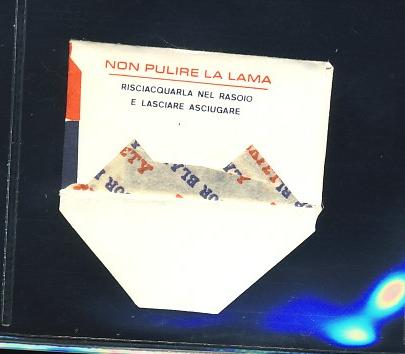 NON PULIRE LA LAMA
RISCIACQUARLA NEL RASOIO
E LASCIARE ASCIUGARE